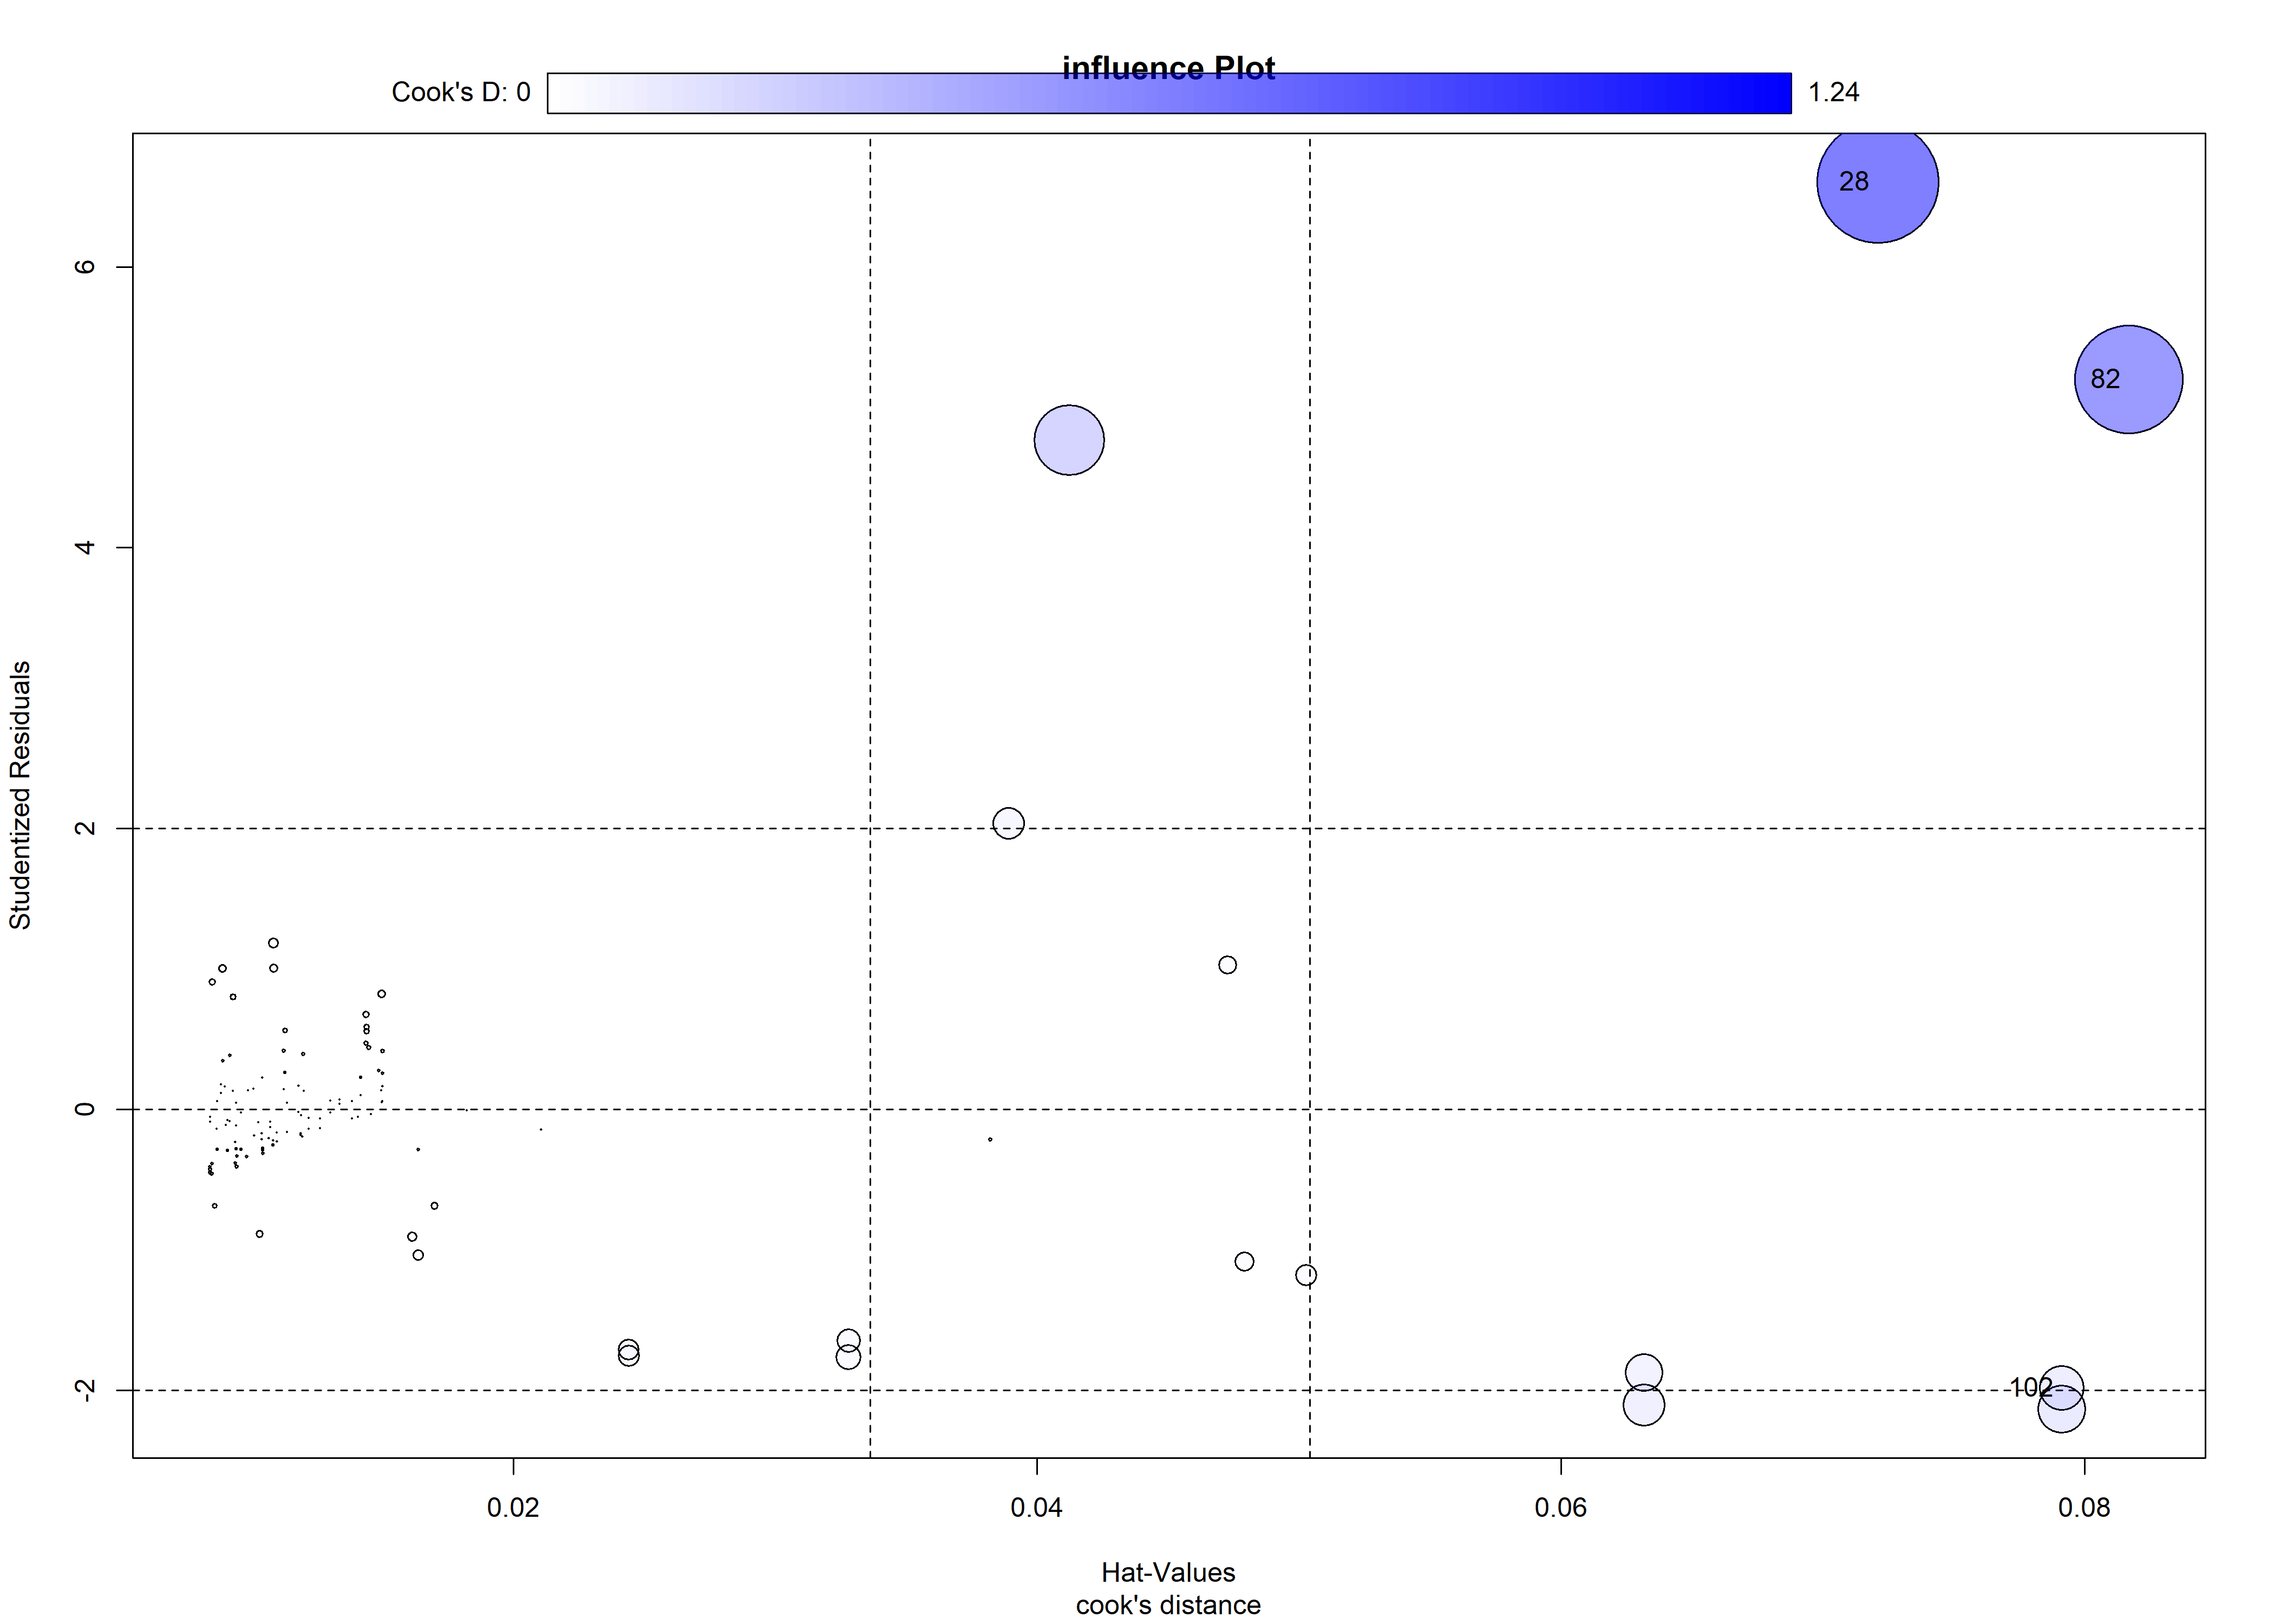 influence Plot
Cook's D: 0
1.24
28
82
102
6
4
2
0
-2
Studentized Residuals
0.02 0.04 0.06 0.08
Hat-Values
cook's distance